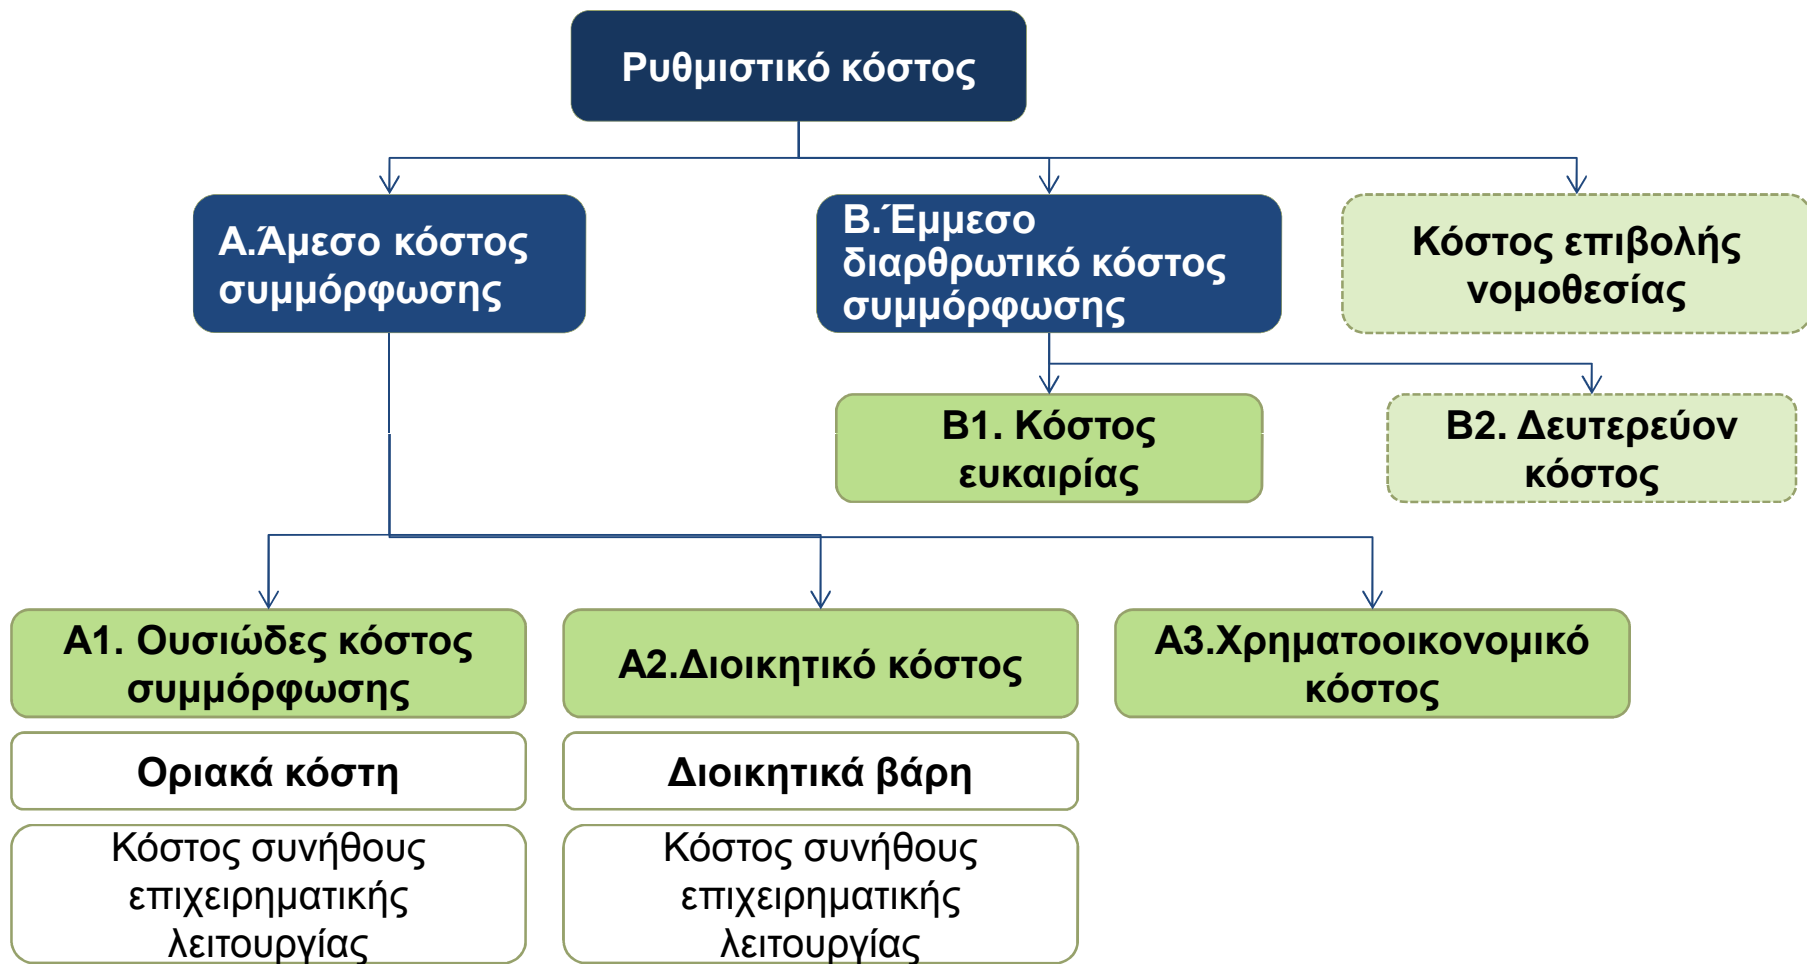 Ρυθμιστικό κόστος
Α.Άμεσο κόστος
συμμόρφωσης
Β.Έμμεσο
διαρθρωτικό κόστος
συμμόρφωσης
Κόστος επιβολής
νομοθεσίας
Β1. Κόστος
ευκαιρίας
Β2. Δευτερεύον
κόστος
Α1. Ουσιώδες κόστος
συμμόρφωσης
Α2.Διοικητικό κόστος
Α3.Χρηματοοικονομικό
κόστος
Οριακά κόστη
Διοικητικά βάρη
Κόστος συνήθους
επιχειρηματικής
λειτουργίας
Κόστος συνήθους
επιχειρηματικής
λειτουργίας